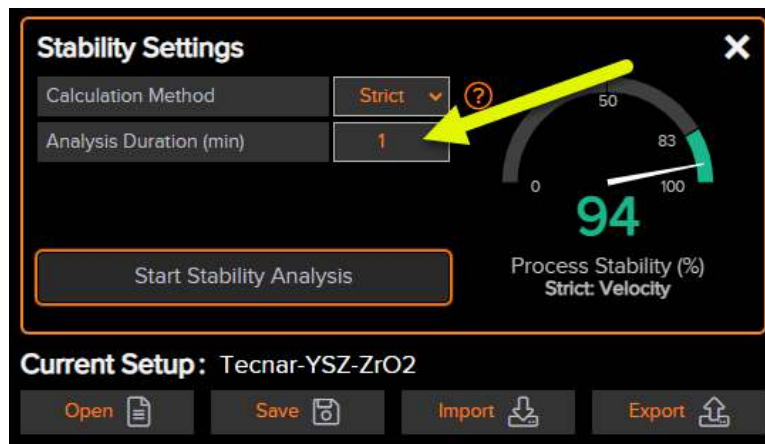 Stability Settings
Calculation Method
Strict
?
Analysis Duration (min)
1
0
50
83
100
94
Process Stability (%)
Strict: Velocity
Start Stability Analysis
Current Setup: Tecnar-YSZ-ZrO2
Open Save Import Export